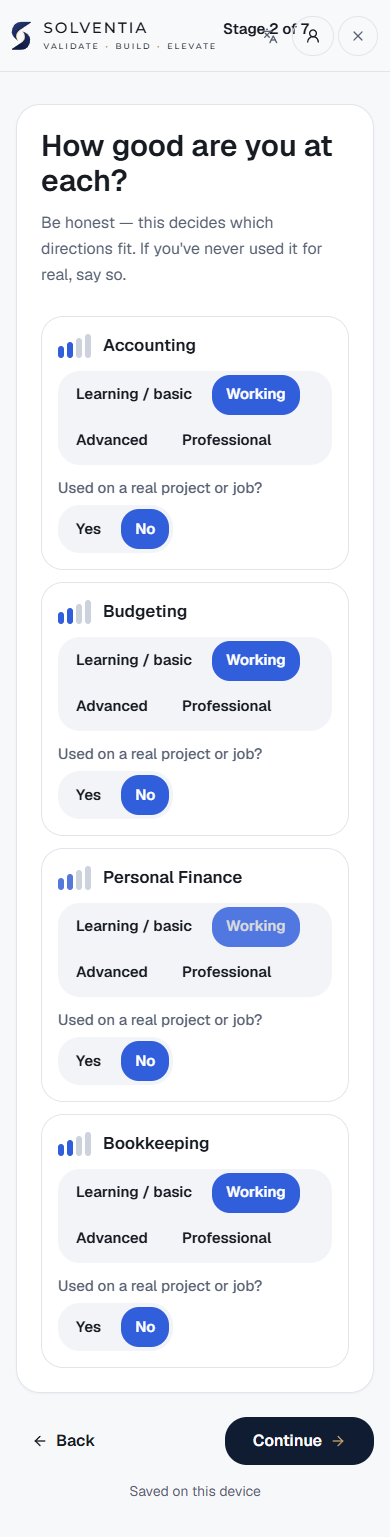 SOLVENTIA
VALIDATE · BUILD · ELEVATE
Stage 2 of 7
How good are you at
each?
Be honest — this decides which
directions fit. If you've never used it for
real, say so.
Accounting
Learning / basic Working
Advanced Professional
Used on a real project or job?
Yes No
Budgeting
Learning / basic Working
Advanced Professional
Used on a real project or job?
Yes No
Personal Finance
Learning / basic Working
Advanced Professional
Used on a real project or job?
Yes No
Bookkeeping
Learning / basic Working
Advanced Professional
Used on a real project or job?
Yes No
← Back
Continue →
Saved on this device